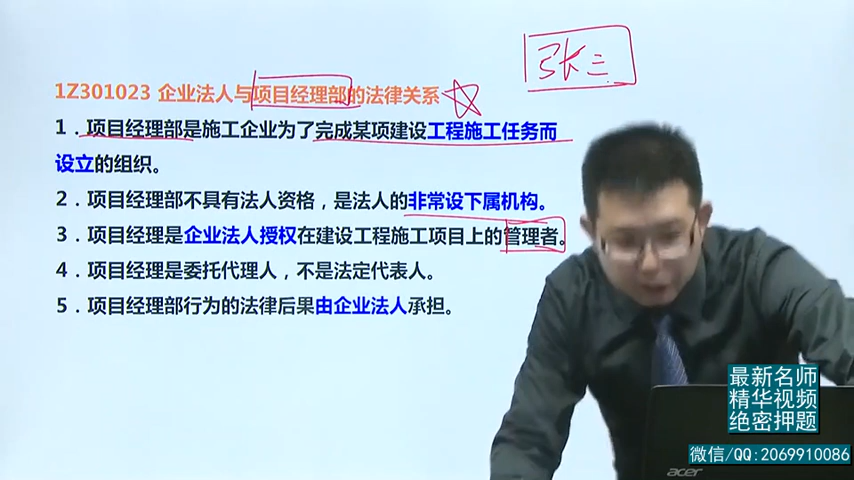 张三
1Z301023 企业法人与项目经理部的法律关系
1．项目经理部是施工企业为了完成某项建设工程施工任务而
设立的组织。
2．项目经理部不具有法人资格，是法人的非常设下属机构。
3．项目经理是企业法人授权在建设工程施工项目上的管理者。
4．项目经理是委托代理人，不是法定代表人。
5．项目经理部行为的法律后果由企业法人承担。
最新名师
精华视频
绝密押题
微信/QQ:2069910086
acer